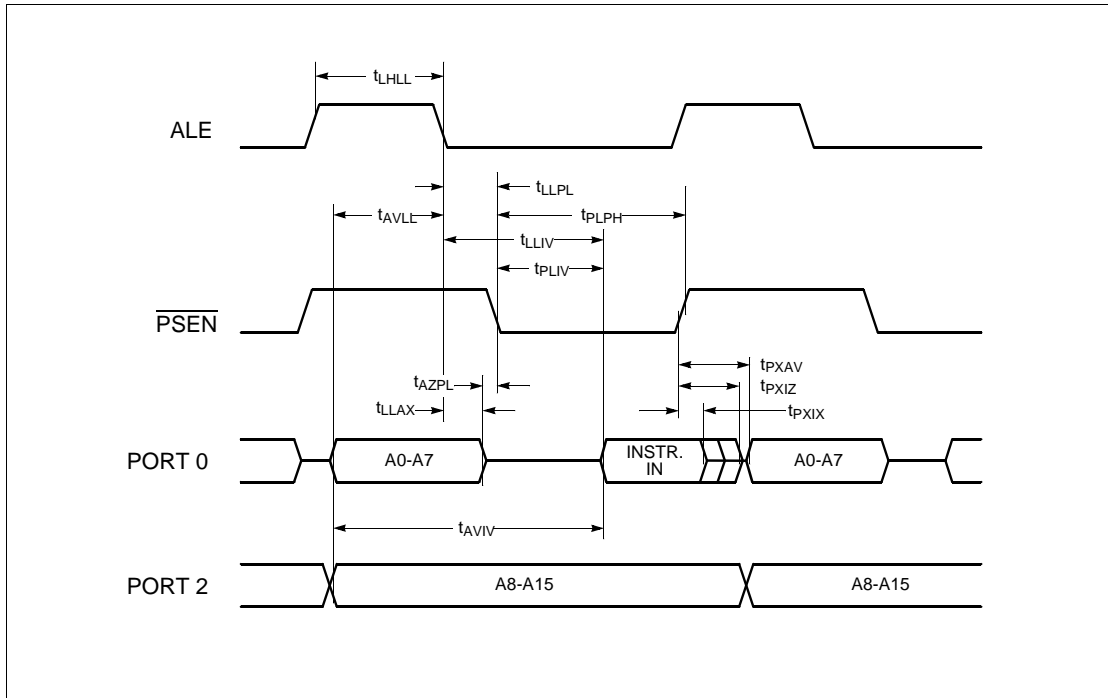 tLHLL
ALE
tLLPL
tAVLL
tPLPH
tLLIV
tPLIV
PSEN
tPXAV
tAZPL
tPXIZ
tLLAX
tPXIX
PORT 0
A0-A7
INSTR.
IN
A0-A7
tAVIV
PORT 2
A8-A15
A8-A15